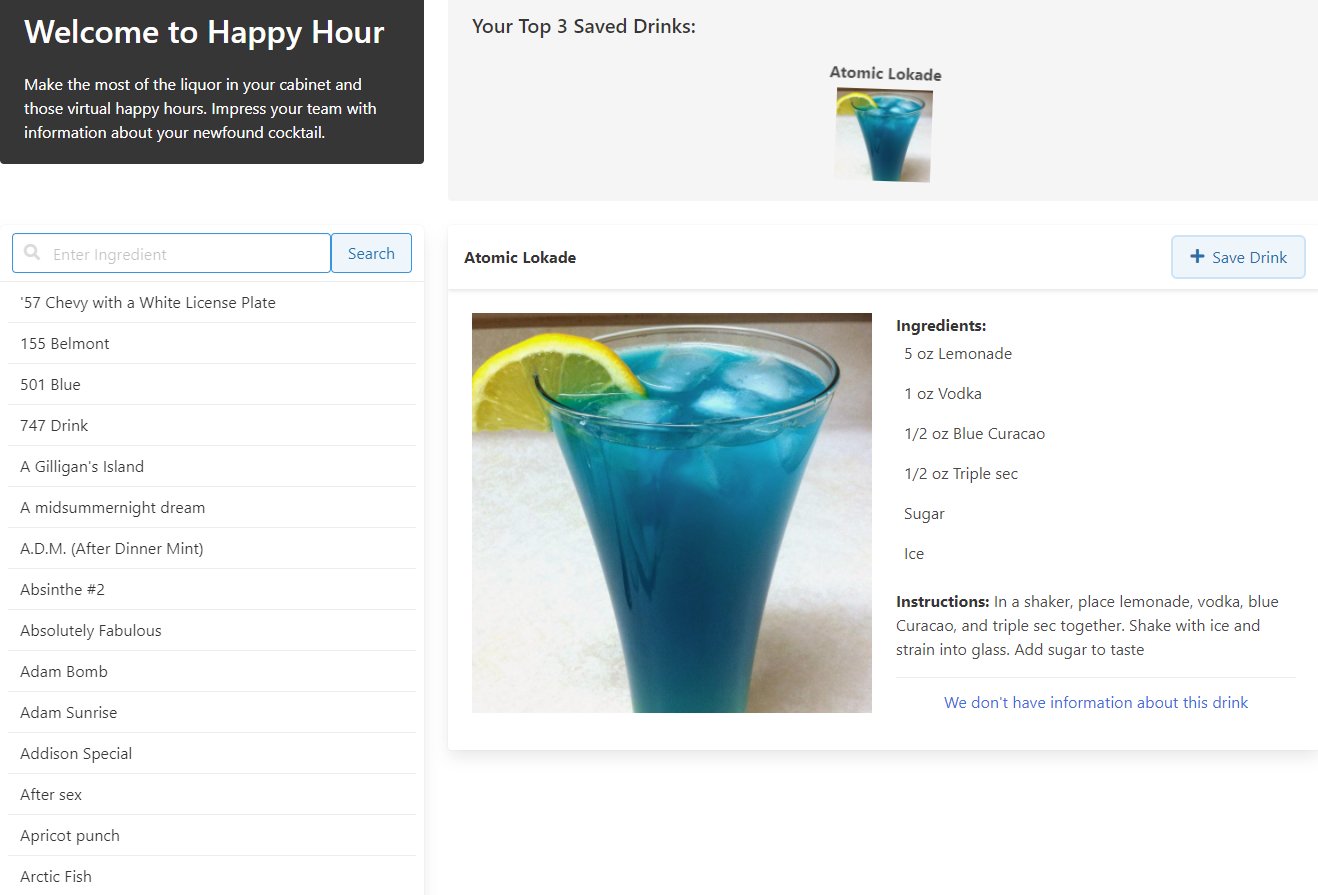 Welcome to Happy Hour
Make the most of the liquor in your cabinet and
those virtual happy hours. Impress your team with
information about your newfound cocktail.
Your Top 3 Saved Drinks:
Atomic Lokade
Enter Ingredient
Search
'57 Chevy with a White License Plate
155 Belmont
501 Blue
747 Drink
A Gilligan's Island
A midsummernight dream
A.D.M. (After Dinner Mint)
Absinthe #2
Absolutely Fabulous
Adam Bomb
Adam Sunrise
Addison Special
After sex
Apricot punch
Arctic Fish
Atomic Lokade
Save Drink
Ingredients:
5 oz Lemonade
1 oz Vodka
1/2 oz Blue Curacao
1/2 oz Triple sec
Sugar
Ice
Instructions: In a shaker, place lemonade, vodka, blue
Curacao, and triple sec together. Shake with ice and
strain into glass. Add sugar to taste
We don't have information about this drink